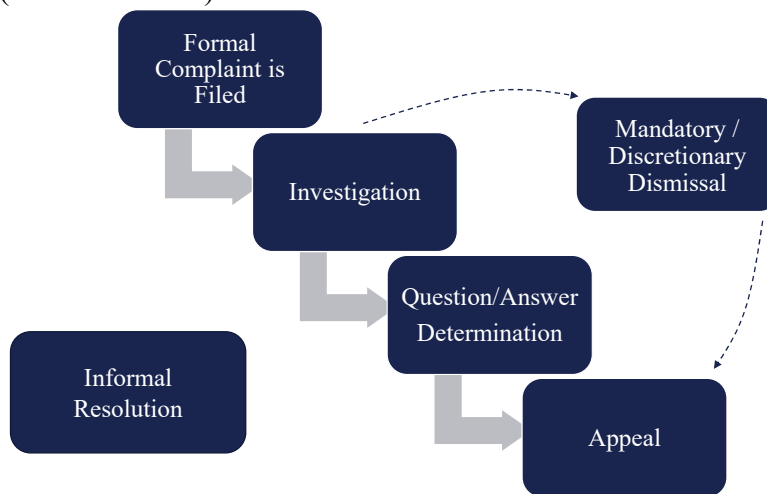 Formal
Complaint is
Filed
Mandatory /
Discretionary
Dismissal
Investigation
Question/Answer
Determination
Informal
Resolution
Appeal